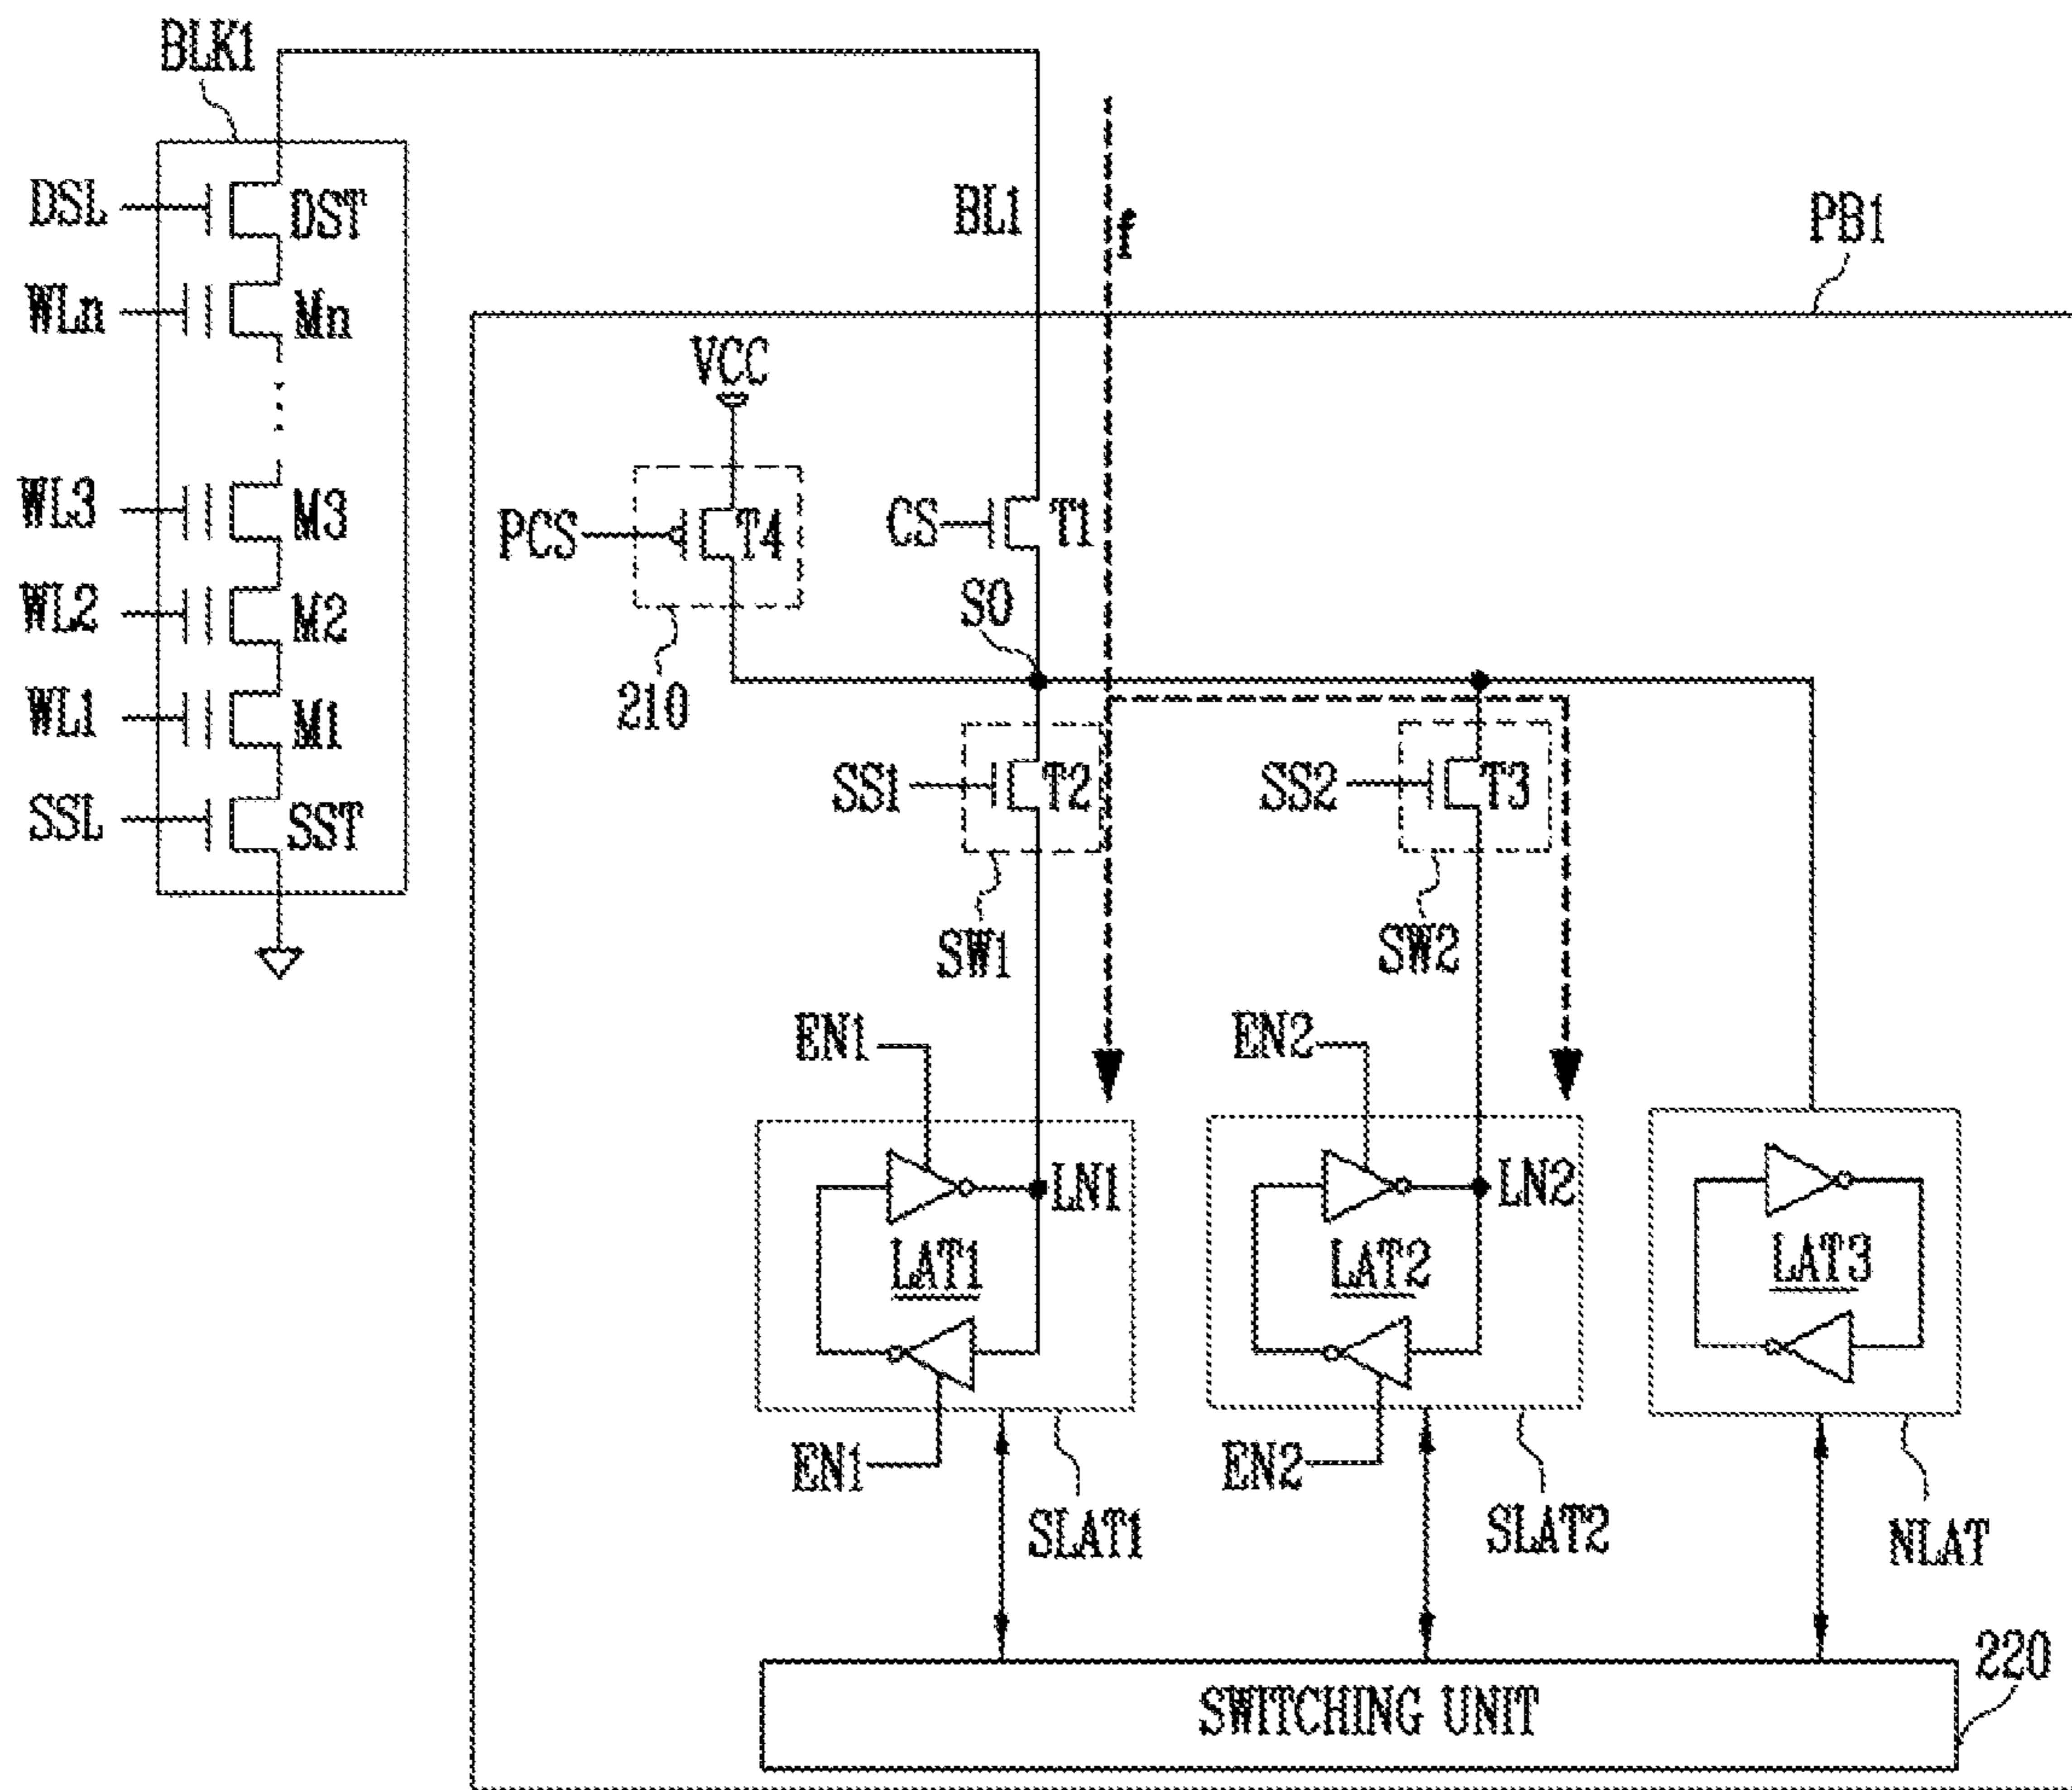 BLK1
DSL
DST
BL1
f
PB1
WLn
Mn
VCC
WL3
M3
PCS
T4
CS
T1
WL2
M2
SO
210
WL1
M1
SS1
T2
SS2
T3
SSL
SST
SW1
SW2
EN1
EN2
LN1
LN2
LAT1
LAT2
LAT3
EN1
EN2
SLAT1
SLAT2
NLAT
220
SWITCHING UNIT